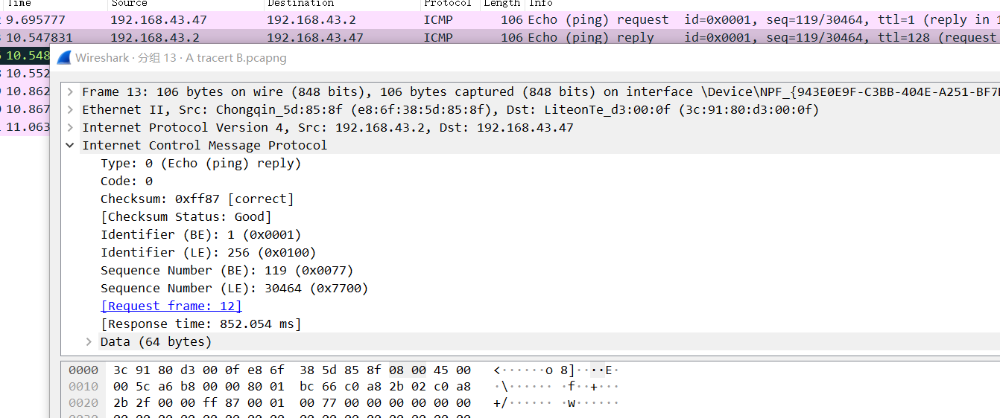 Time Source Destination Protocol Length Info
9.695777 192.168.43.47 192.168.43.2 ICMP 106 Echo (ping) request id=0x0001, seq=119/30464, ttl=1 (reply in
10.547831 192.168.43.2 192.168.43.47 ICMP 106 Echo (ping) reply id=0x0001, seq=119/30464, ttl=128 (request
10.548
Wireshark · 分组 13 · A tracert B.pcapng
10.552
10.862
10.867
11.063
Frame 13: 106 bytes on wire (848 bits), 106 bytes captured (848 bits) on interface \Device\NPF_{943E0E9F-C3BB-404E-A251-BF7
Ethernet II, Src: Chongqin_5d:85:8f (e8:6f:38:5d:85:8f), Dst: LiteonTe_d3:00:0f (3c:91:80:d3:00:0f)
Internet Protocol Version 4, Src: 192.168.43.2, Dst: 192.168.43.47
Internet Control Message Protocol
Type: 0 (Echo (ping) reply)
Code: 0
Checksum: 0xff87 [correct]
[Checksum Status: Good]
Identifier (BE): 1 (0x0001)
Identifier (LE): 256 (0x0100)
Sequence Number (BE): 119 (0x0077)
Sequence Number (LE): 30464 (0x7700)
[Request frame: 12]
[Response time: 852.054 ms]
Data (64 bytes)
0000 3c 91 80 d3 00 0f e8 6f 38 5d 85 8f 08 00 45 00 <······o 8]····E·
0010 00 5c a6 b8 00 00 80 01 bc 66 c0 a8 2b 02 c0 a8 ·\······ ·f··+···
0020 2b 2f 00 00 ff 87 00 01 00 77 00 00 00 00 00 00 +/······ ·w······